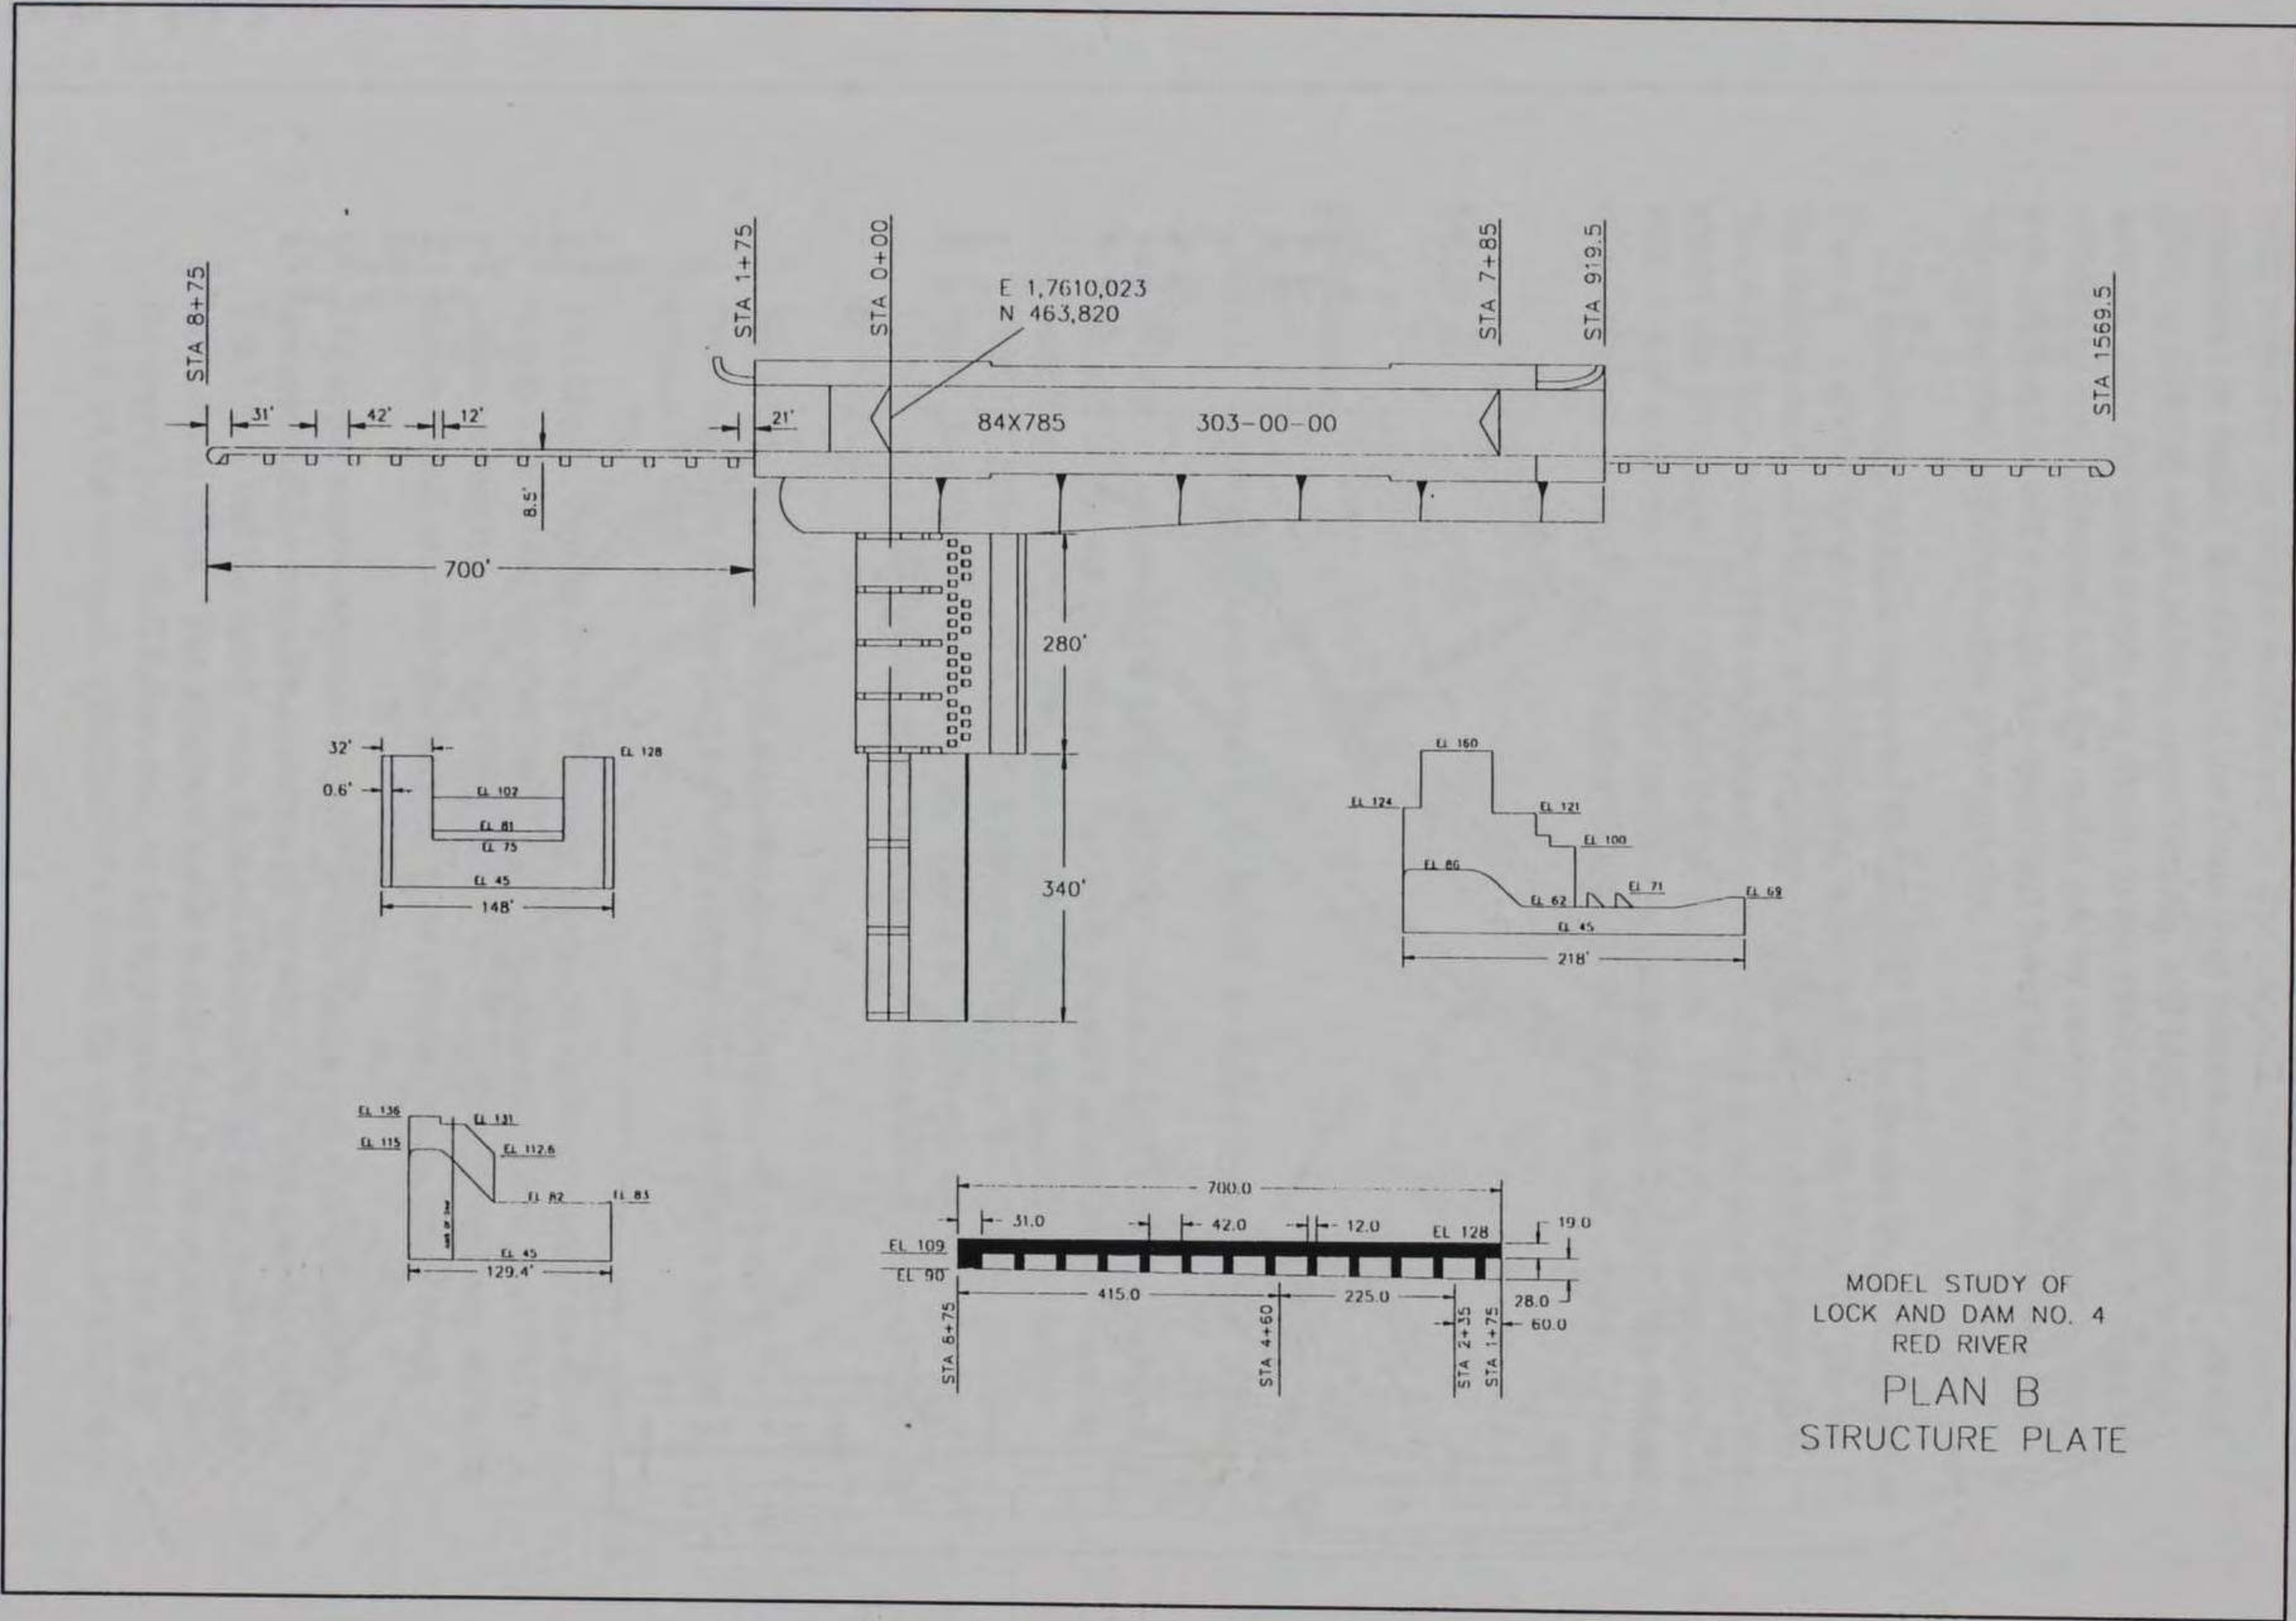 STA 8+75
STA 1+75
STA 0+00
E 1,7610,023
N 463,820
STA 7+85
STA 919.5
STA 1569.5
31'
42'
12'
21'
84X785
303-00-00
8.5'
700'
280'
340'
32'
EL 128
0.6'
EL 102
EL 81
EL 75
EL 45
148'
EL 160
EL 124
EL 121
EL 100
EL 86
EL 71
EL 62
EL 69
EL 45
218'
EL 136
EL 131
EL 115
EL 112.6
EL 82
EL 83
EL 45
129.4'
700.0
31.0
42.0
12.0
EL 128
19.0
EL 109
EL 90
415.0
225.0
28.0
60.0
STA 8+75
STA 4+60
STA 2+35
STA 1+75
MODEL STUDY OF
LOCK AND DAM NO. 4
RED RIVER
PLAN B
STRUCTURE PLATE